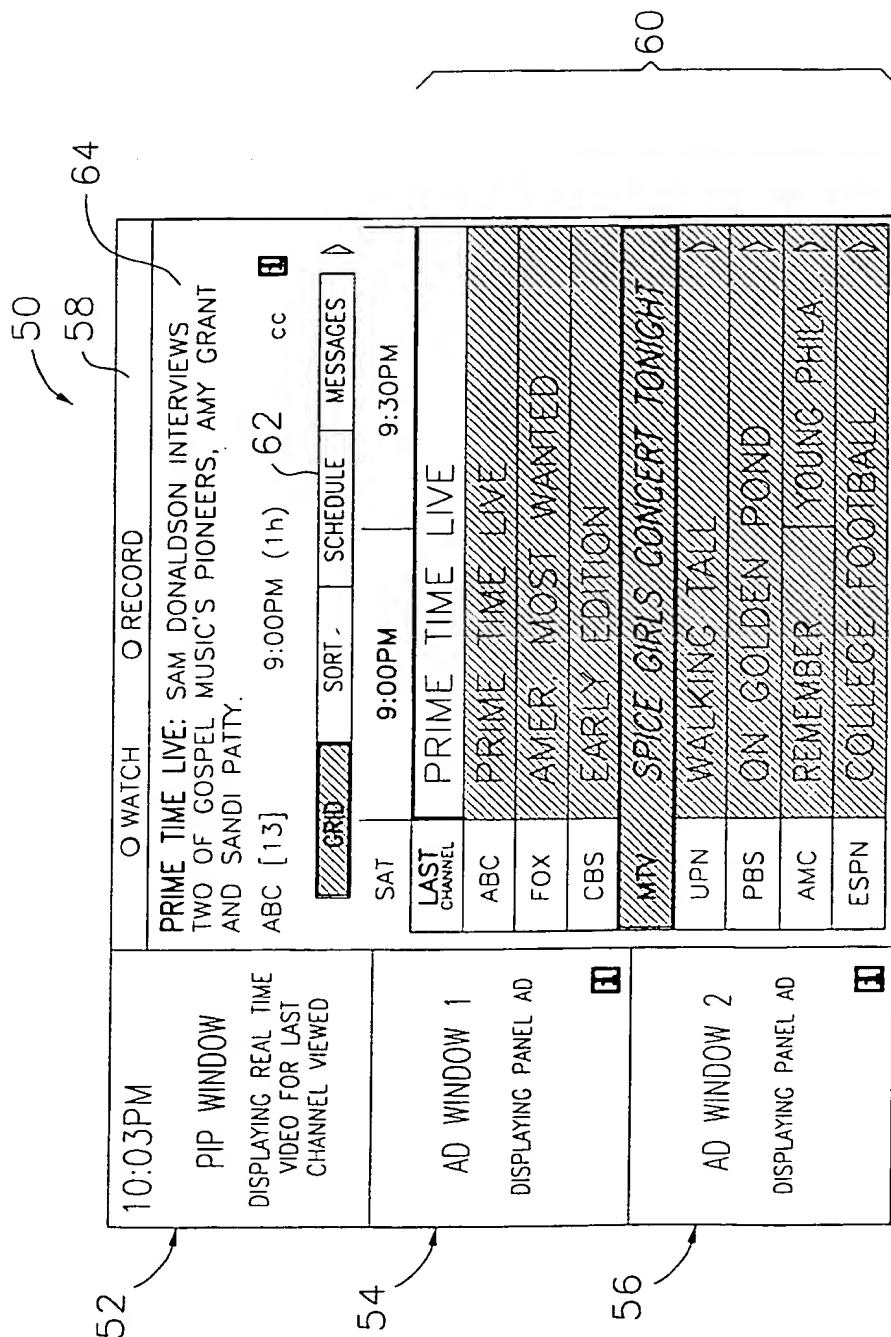 50
58
64
10:03PM
PIP WINDOW
DISPLAYING REAL TIME
VIDEO FOR LAST
CHANNEL VIEWED
52
AD WINDOW 1
DISPLAYING PANEL AD
i
54
AD WINDOW 2
DISPLAYING PANEL AD
i
56
O WATCH O RECORD
PRIME TIME LIVE: SAM DONALDSON INTERVIEWS
TWO OF GOSPEL MUSIC'S PIONEERS, AMY GRANT
AND SANDI PATTY.
ABC [13] 9:00PM (1h) cc i
62
GRID SORT SCHEDULE MESSAGES
SAT 9:00PM 9:30PM
LAST CHANNEL PRIME TIME LIVE
ABC PRIME TIME LIVE
FOX AMER. MOST WANTED
CBS EARLY EDITION
MTV SPICE GIRLS CONCERT TONIGHT
UPN WALKING TALL
PBS ON GOLDEN POND
AMC REMEMBER... YOUNG PHILA...
ESPN COLLEGE FOOTBALL
60